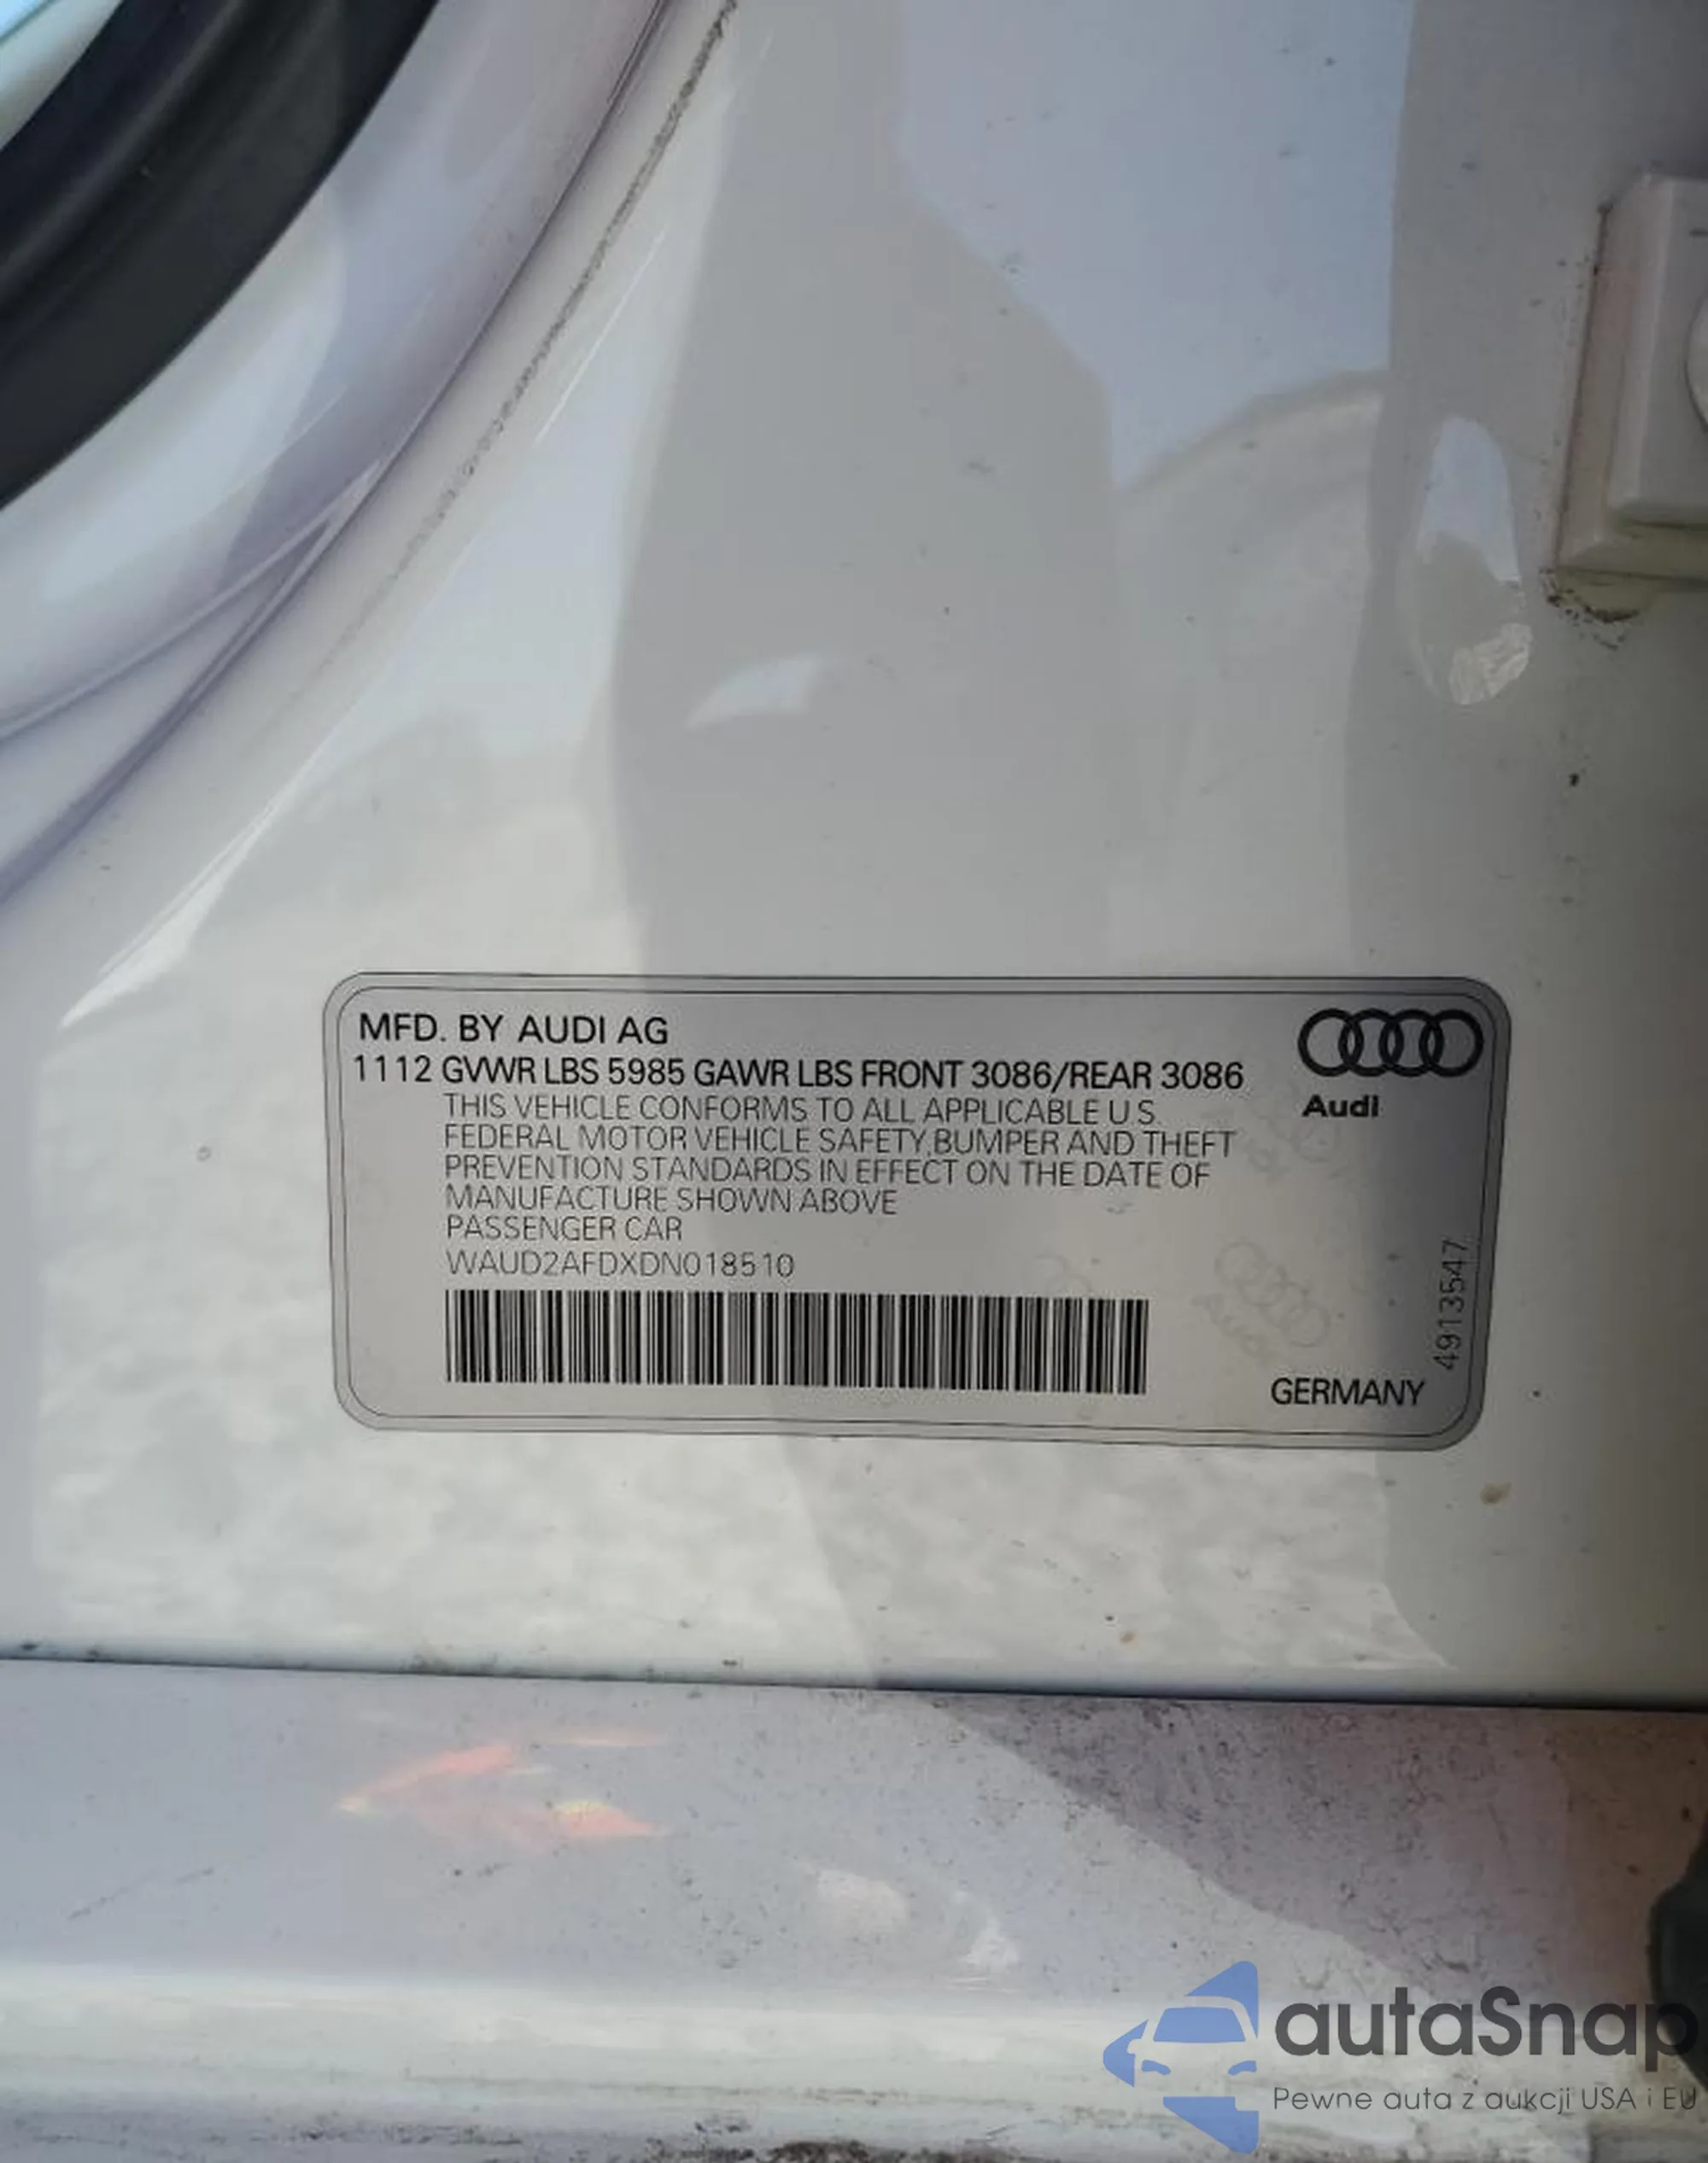 MFD. BY AUDI AG
1112 GVWR LBS 5985 GAWR LBS FRONT 3086/REAR 3086
THIS VEHICLE CONFORMS TO ALL APPLICABLE U S
FEDERAL MOTOR VEHICLE SAFETY,BUMPER AND THEFT
PREVENTION STANDARDS IN EFFECT ON THE DATE OF
MANUFACTURE SHOWN ABOVE
PASSENGER CAR
WAUD2AFDXDN018510
Audi
4913547
GERMANY
autaSnap
Pewne auta z aukcji USA i EU